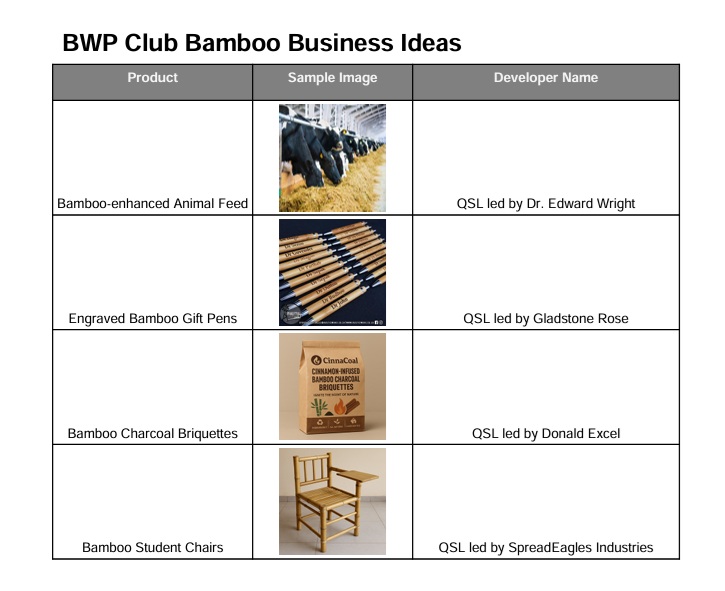 BWP Club Bamboo Business Ideas
Product
Sample Image
Developer Name
Bamboo-enhanced Animal Feed
QSL led by Dr. Edward Wright
Engraved Bamboo Gift Pens
QSL led by Gladstone Rose
CinnaCoal
CINNAMON-INFUSED
BAMBOO CHARCOAL
BRIQUETTES
Bamboo Charcoal Briquettes
QSL led by Donald Excel
Bamboo Student Chairs
QSL led by SpreadEagles Industries